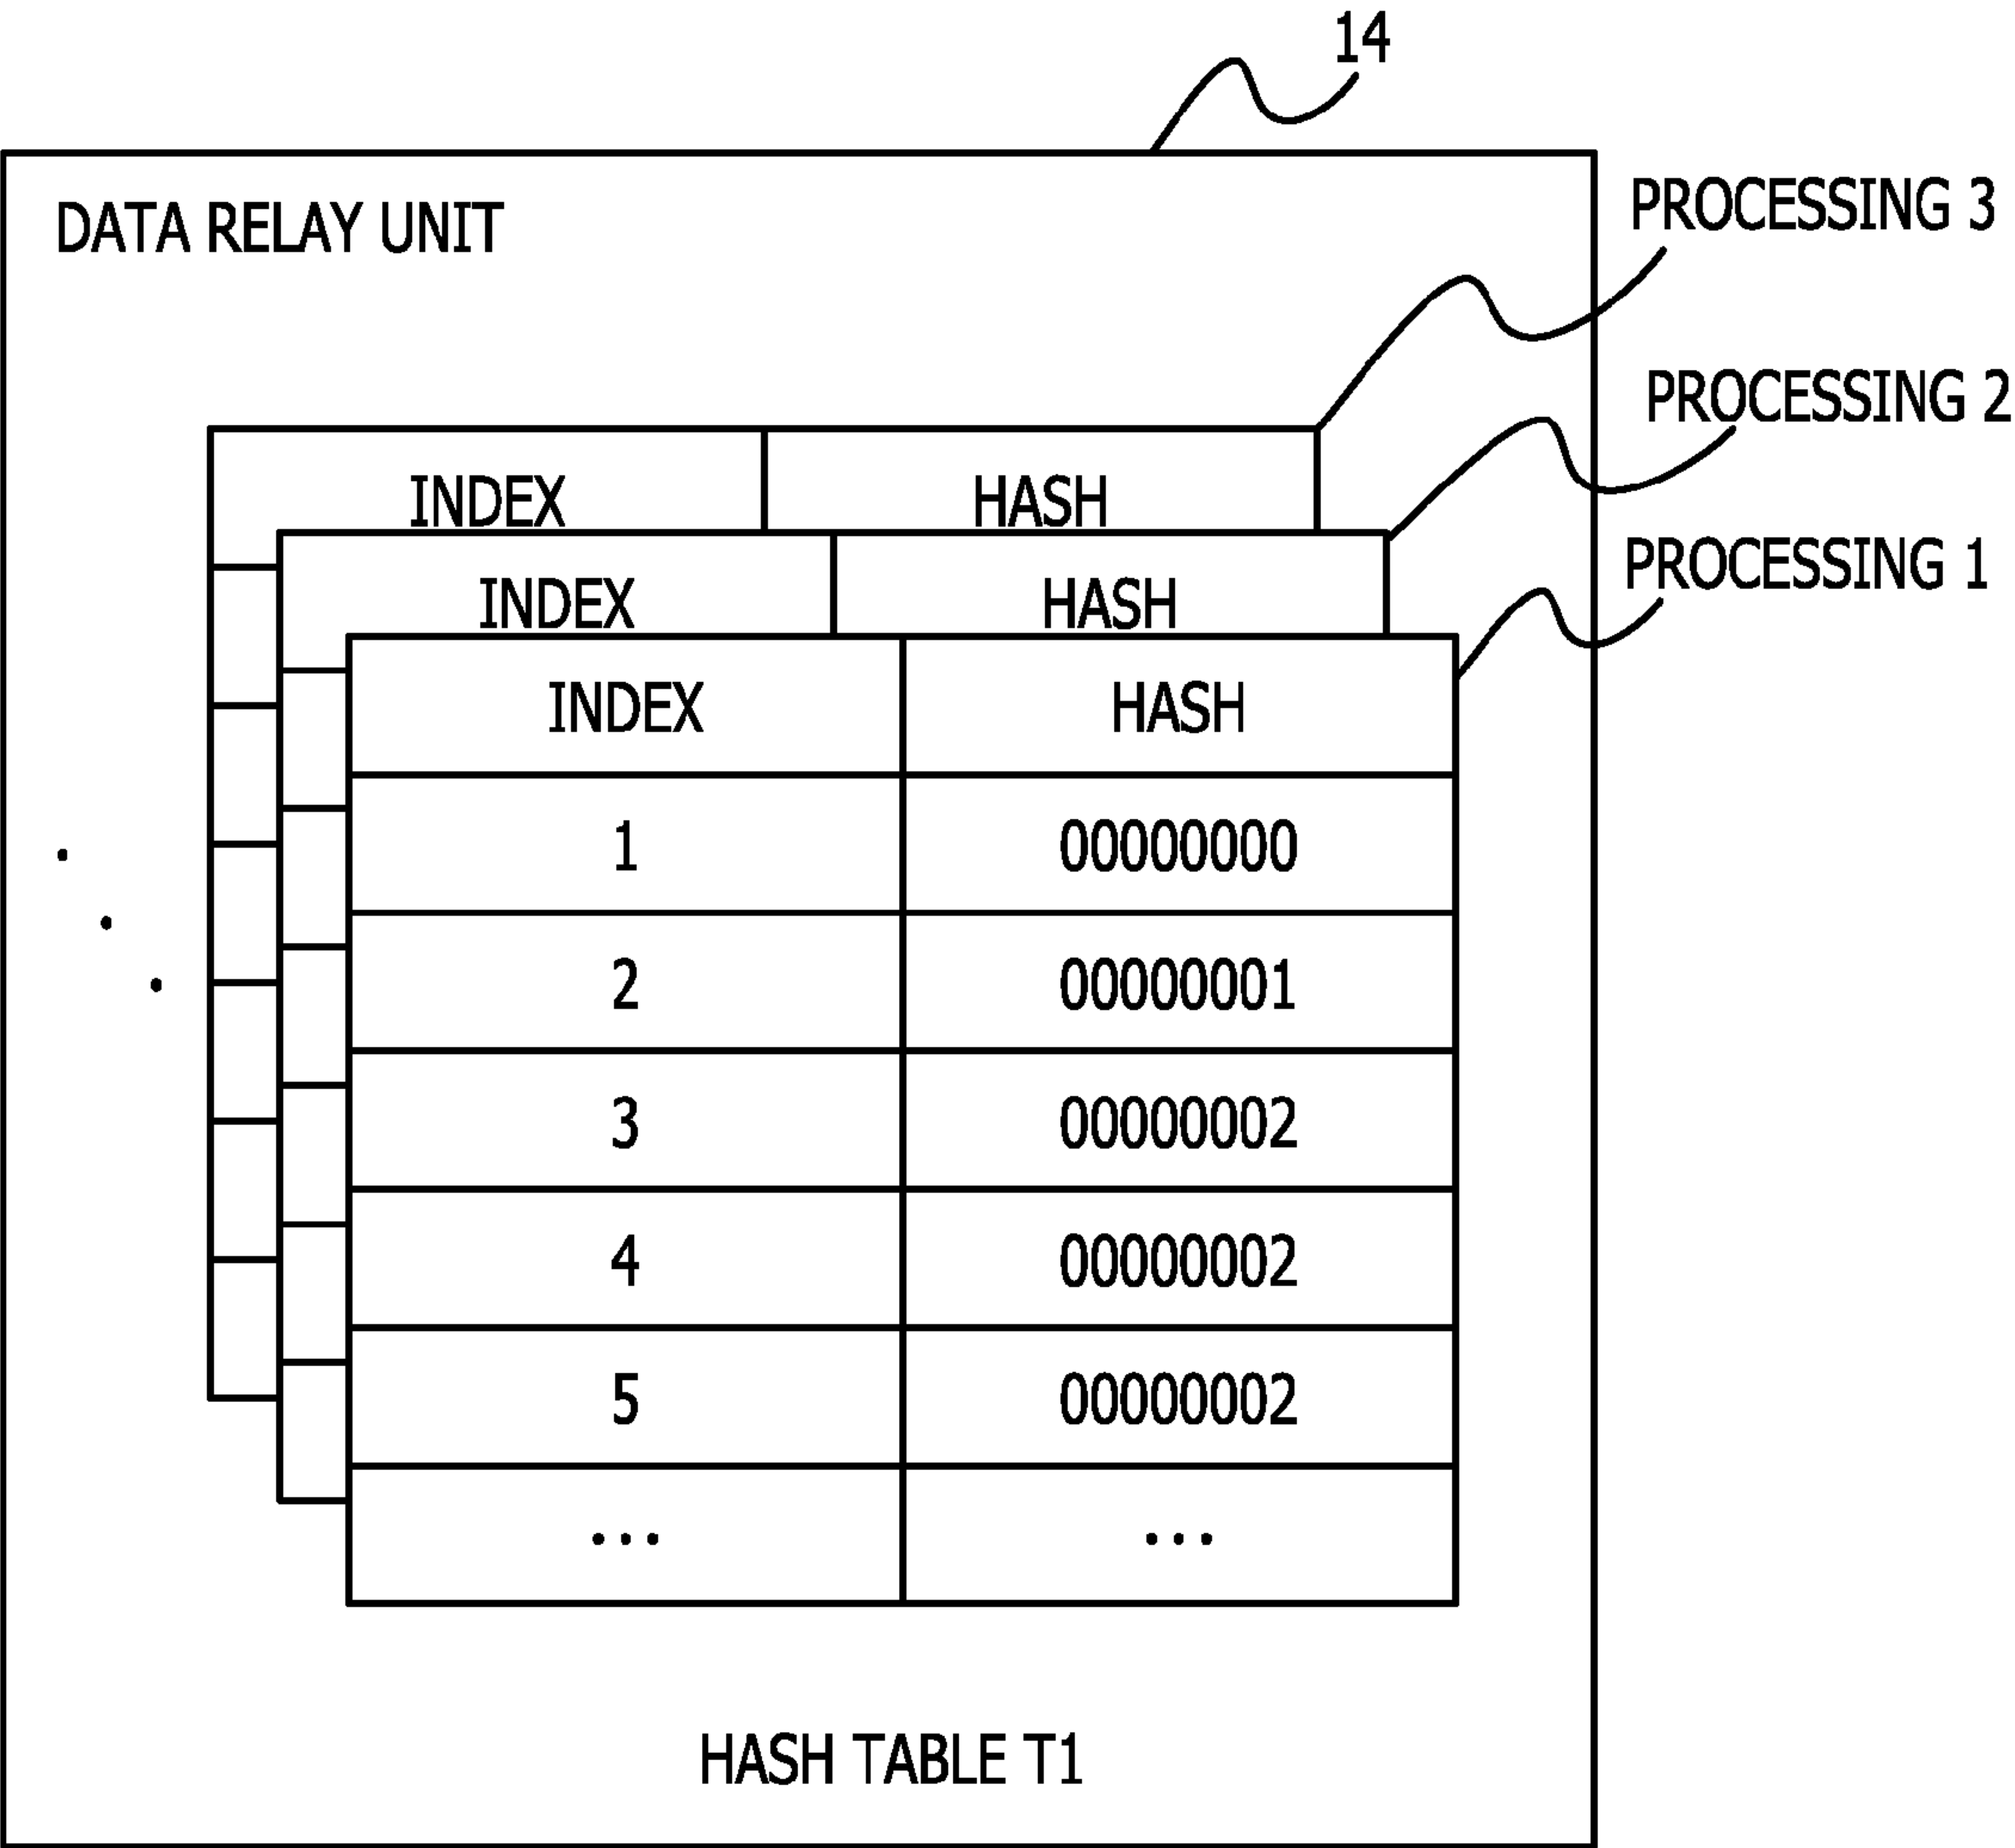 14
DATA RELAY UNIT
PROCESSING 3
PROCESSING 2
PROCESSING 1
INDEX HASH
INDEX HASH
INDEX HASH
1 00000000
2 00000001
3 00000002
4 00000002
5 00000002
... ...
HASH TABLE T1